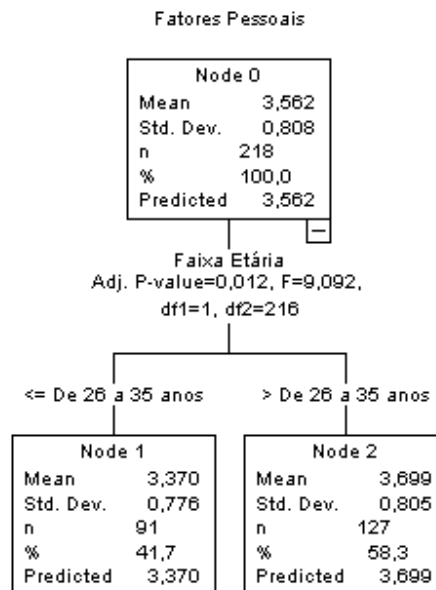 Fatores Pessoais
Node 0
Mean 3,562
Std. Dev. 0,808
n 218
% 100,0
Predicted 3,562
Faixa Etária
Adj. P-value=0,012, F=9,092,
df1=1, df2=216
<= De 26 a 35 anos
> De 26 a 35 anos
Node 1
Mean 3,370
Std. Dev. 0,776
n 91
% 41,7
Predicted 3,370
Node 2
Mean 3,699
Std. Dev. 0,805
n 127
% 58,3
Predicted 3,699